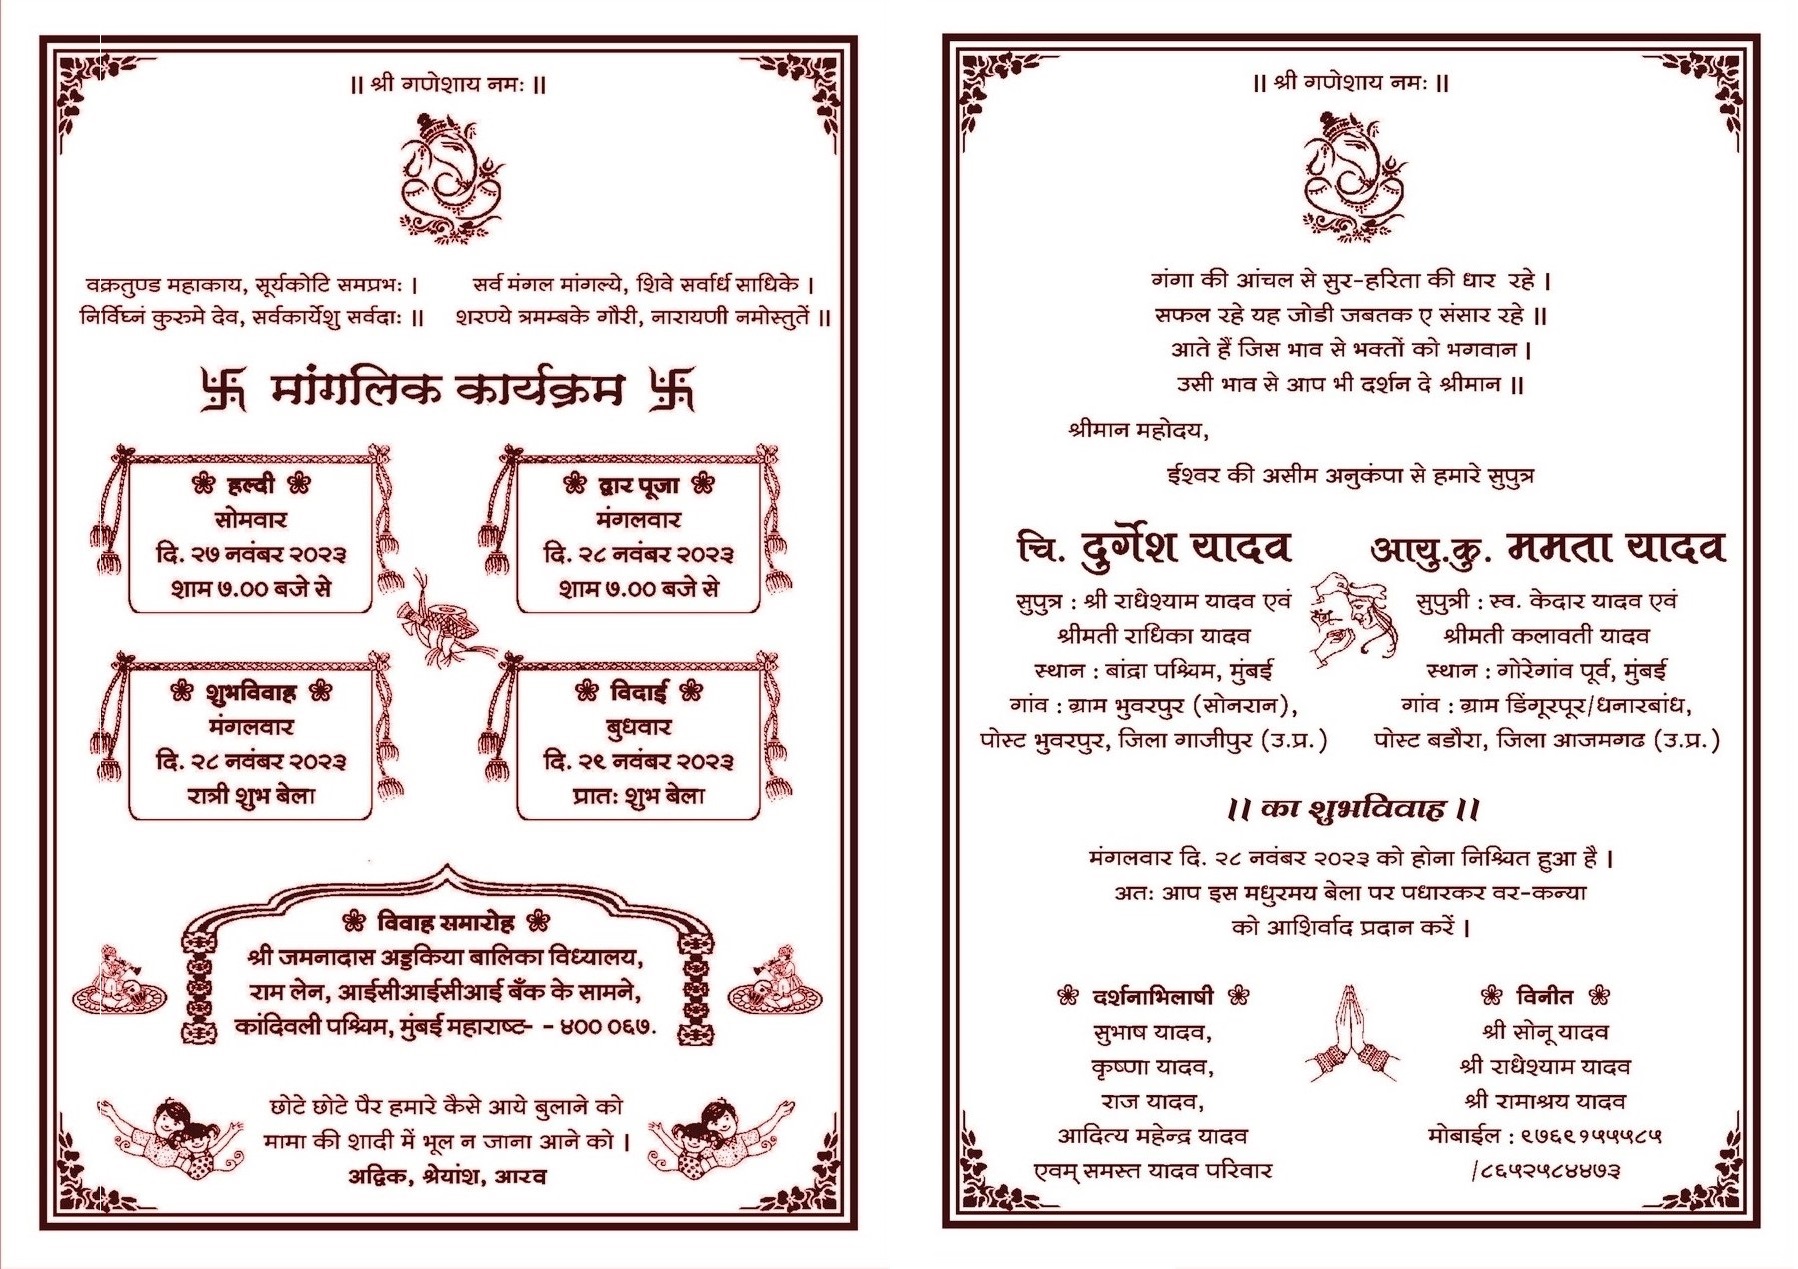 || श्री गणेशाय नमः ||
वक्रतुण्ड महाकाय, सूर्यकोटि समप्रभः |
निर्विघ्नं कुरुमे देव, सर्वकार्येशु सर्वदाः ||
सर्व मंगल मांगल्ये, शिवे सर्वार्ध साधिके |
शरण्ये त्रमम्बके गौरी, नारायणी नमोस्तुतें ||
卐 मांगलिक कार्यक्रम 卐
हल्दी
सोमवार
दि. २७ नवंबर २०२३
शाम ७.०० बजे से
द्वार पूजा
मंगलवार
दि. २८ नवंबर २०२३
शाम ७.०० बजे से
शुभविवाह
मंगलवार
दि. २८ नवंबर २०२३
रात्री शुभ बेला
विदाई
बुधवार
दि. २९ नवंबर २०२३
प्रातः शुभ बेला
विवाह समारोह
श्री जमनादास अड्डकिया बालिका विध्यालय,
राम लेन, आईसीआईसीआई बँक के सामने,
कांदिवली पश्चिम, मुंबई महाराष्ट- - ४०० ०६७.
छोटे छोटे पैर हमारे कैसे आये बुलाने को
मामा की शादी में भूल न जाना आने को |
अद्विक, श्रेयांश, आरव
|| श्री गणेशाय नमः ||
गंगा की आंचल से सुर-हरिता की धार रहे |
सफल रहे यह जोडी जबतक ए संसार रहे ||
आते हैं जिस भाव से भक्तों को भगवान |
उसी भाव से आप भी दर्शन दे श्रीमान ||
श्रीमान महोदय,
ईश्वर की असीम अनुकंपा से हमारे सुपुत्र
चि. दुर्गेश यादव
सुपुत्र : श्री राधेश्याम यादव एवं
श्रीमती राधिका यादव
स्थान : बांद्रा पश्चिम, मुंबई
गांव : ग्राम भुवरपुर (सोनरान),
पोस्ट भुवरपुर, जिला गाजीपुर (उ.प्र.)
आयु.कु. ममता यादव
सुपुत्री : स्व. केदार यादव एवं
श्रीमती कलावती यादव
स्थान : गोरेगांव पूर्व, मुंबई
गांव : ग्राम डिंगूरपूर/धनारबांध,
पोस्ट बडौरा, जिला आजमगढ (उ.प्र.)
|| का शुभविवाह ||
मंगलवार दि. २८ नवंबर २०२३ को होना निश्चित हुआ है |
अतः आप इस मधुरमय बेला पर पधारकर वर-कन्या
को आशिर्वाद प्रदान करें |
दर्शनाभिलाषी
सुभाष यादव,
कृष्णा यादव,
राज यादव,
आदित्य महेन्द्र यादव
एवम् समस्त यादव परिवार
विनीत
श्री सोनू यादव
श्री राधेश्याम यादव
श्री रामाश्रय यादव
मोबाईल : ९७६९१५५५८५
/८६५२५८४४७३